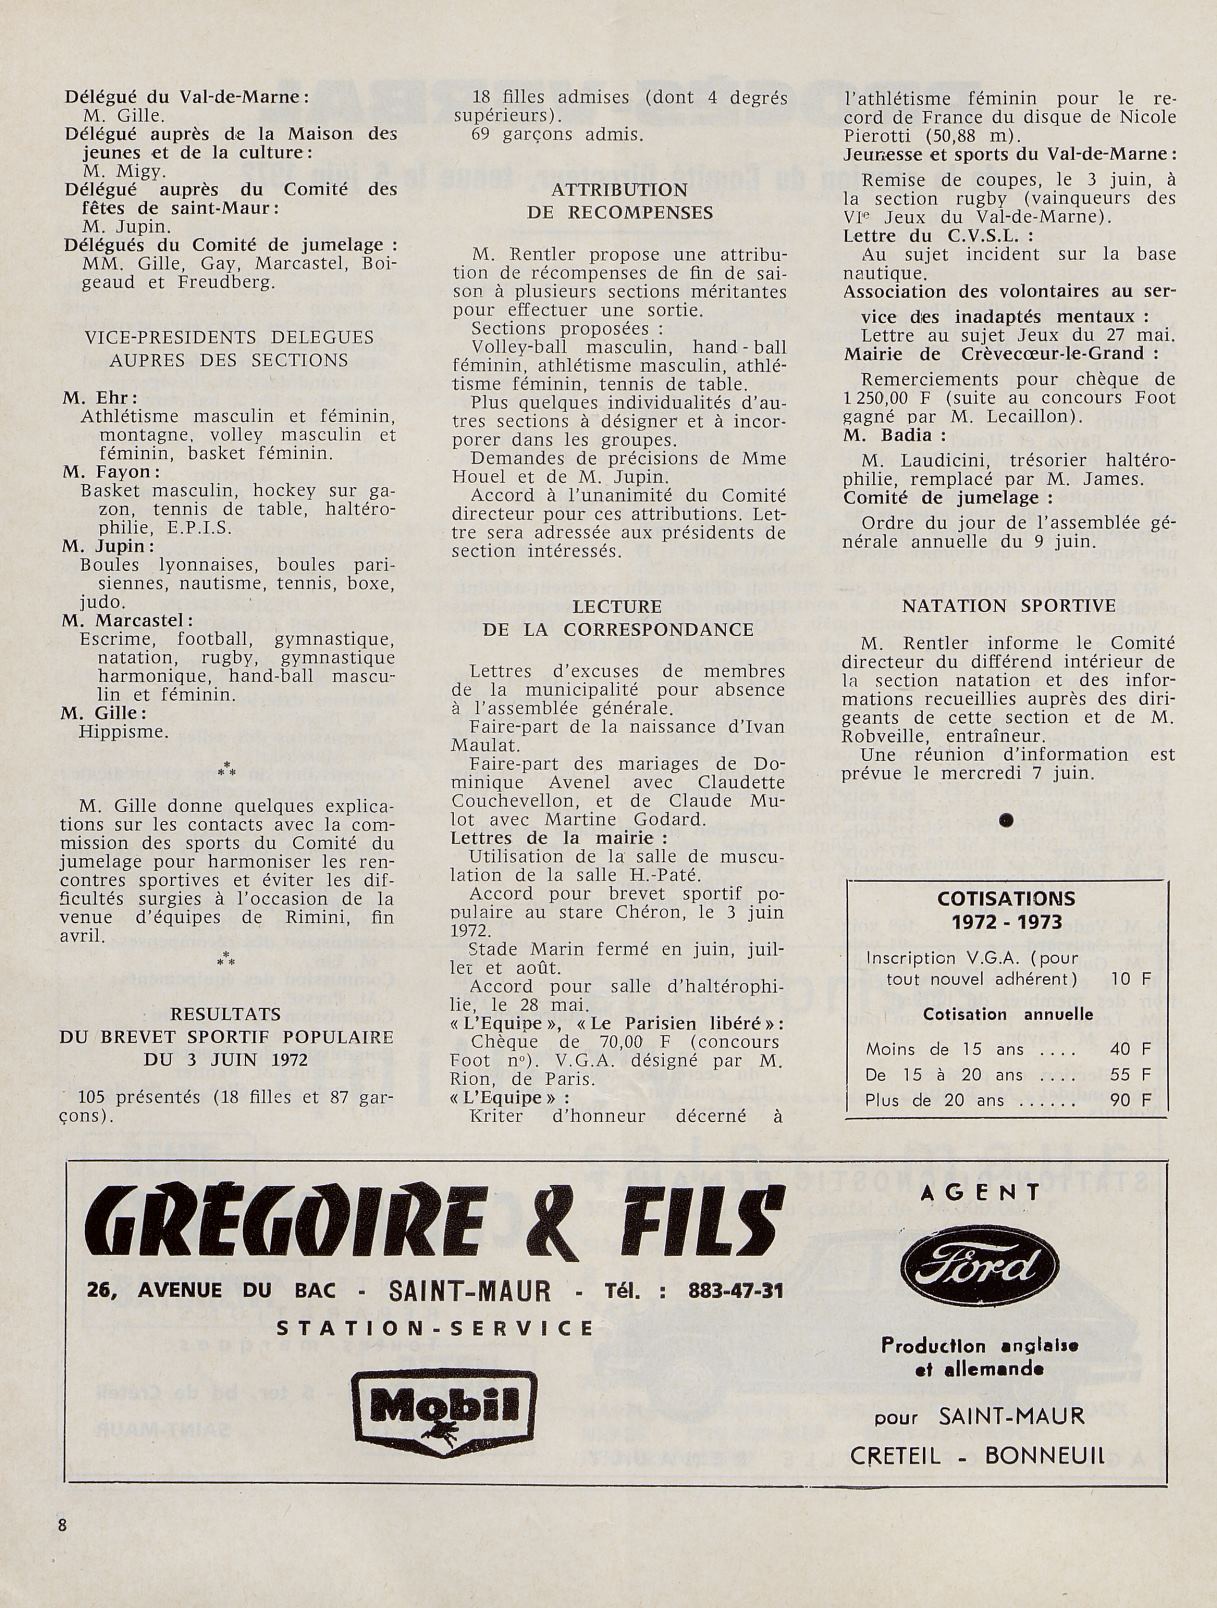 Délégué du Val-de-Marne :
M. Gille.
Délégué auprès de la Maison des
jeunes et de la culture :
M. Migy.
Délégué auprès du Comité des
fêtes de saint-Maur :
M. Jupin.
Délégués du Comité de jumelage :
MM. Gille, Gay, Marcastel, Boi-
geaud et Freudberg.
VICE-PRESIDENTS DELEGUES
AUPRES DES SECTIONS
M. Ehr :
Athlétisme masculin et féminin,
montagne, volley masculin et
féminin, basket féminin.
M. Fayon :
Basket masculin, hockey sur ga-
zon, tennis de table, haltéro-
philie, E.P.I.S.
M. Jupin :
Boules lyonnaises, boules pari-
siennes, nautisme, tennis, boxe,
judo.
M. Marcastel :
Escrime, football, gymnastique,
natation, rugby, gymnastique
harmonique, hand-ball mascu-
lin et féminin.
M. Gille :
Hippisme.
*
* *
M. Gille donne quelques explica-
tions sur les contacts avec la com-
mission des sports du Comité du
jumelage pour harmoniser les ren-
contres sportives et éviter les dif-
ficultés surgies à l'occasion de la
venue d'équipes de Rimini, fin
avril.
*
* *
RESULTATS
DU BREVET SPORTIF POPULAIRE
DU 3 JUIN 1972
105 présentés (18 filles et 87 gar-
çons).
18 filles admises (dont 4 degrés
supérieurs).
69 garçons admis.
ATTRIBUTION
DE RECOMPENSES
M. Rentler propose une attribu-
tion de récompenses de fin de sai-
son à plusieurs sections méritantes
pour effectuer une sortie.
Sections proposées :
Volley-ball masculin, hand-ball
féminin, athlétisme masculin, athlé-
tisme féminin, tennis de table.
Plus quelques individualités d'au-
tres sections à désigner et à incor-
porer dans les groupes.
Demandes de précisions de Mme
Houel et de M. Jupin.
Accord à l'unanimité du Comité
directeur pour ces attributions. Let-
tre sera adressée aux présidents de
section intéressés.
LECTURE
DE LA CORRESPONDANCE
Lettres d'excuses de membres
de la municipalité pour absence
à l'assemblée générale.
Faire-part de la naissance d'Ivan
Maulat.
Faire-part des mariages de Do-
minique Avenel avec Claudette
Couchevellon, et de Claude Mu-
lot avec Martine Godard.
Lettres de la mairie :
Utilisation de la salle de muscu-
lation de la salle H.-Paté.
Accord pour brevet sportif po-
pulaire au stare Chéron, le 3 juin
1972.
Stade Marin fermé en juin, juil-
let et août.
Accord pour salle d'haltérophi-
lie, le 28 mai.
« L'Equipe », « Le Parisien libéré » :
Chèque de 70,00 F (concours
Foot n°). V.G.A. désigné par M.
Rion, de Paris.
« L'Equipe » :
Kriter d'honneur décerné à
l'athlétisme féminin pour le re-
cord de France du disque de Nicole
Pierotti (50,88 m).
Jeunesse et sports du Val-de-Marne :
Remise de coupes, le 3 juin, à
la section rugby (vainqueurs des
VIe Jeux du Val-de-Marne).
Lettre du C.V.S.L. :
Au sujet incident sur la base
nautique.
Association des volontaires au ser-
vice des inadaptés mentaux :
Lettre au sujet Jeux du 27 mai.
Mairie de Crèvecœur-le-Grand :
Remerciements pour chèque de
1 250,00 F (suite au concours Foot
gagné par M. Lecaillon).
M. Badia :
M. Laudicini, trésorier haltéro-
philie, remplacé par M. James.
Comité de jumelage :
Ordre du jour de l'assemblée gé-
nérale annuelle du 9 juin.
NATATION SPORTIVE
M. Rentler informe le Comité
directeur du différend intérieur de
la section natation et des infor-
mations recueillies auprès des diri-
geants de cette section et de M.
Robveille, entraîneur.
Une réunion d'information est
prévue le mercredi 7 juin.
COTISATIONS
1972 - 1973
Inscription V.G.A. (pour
tout nouvel adhérent) 10 F
Cotisation annuelle
Moins de 15 ans .... 40 F
De 15 à 20 ans .... 55 F
Plus de 20 ans ...... 90 F
GRÉGOIRE & FILS
26, AVENUE DU BAC - SAINT-MAUR - Tél. : 883-47-31
STATION-SERVICE
Mobil
AGENT
Ford
Production anglaise
et allemande
pour SAINT-MAUR
CRETEIL - BONNEUIL
8